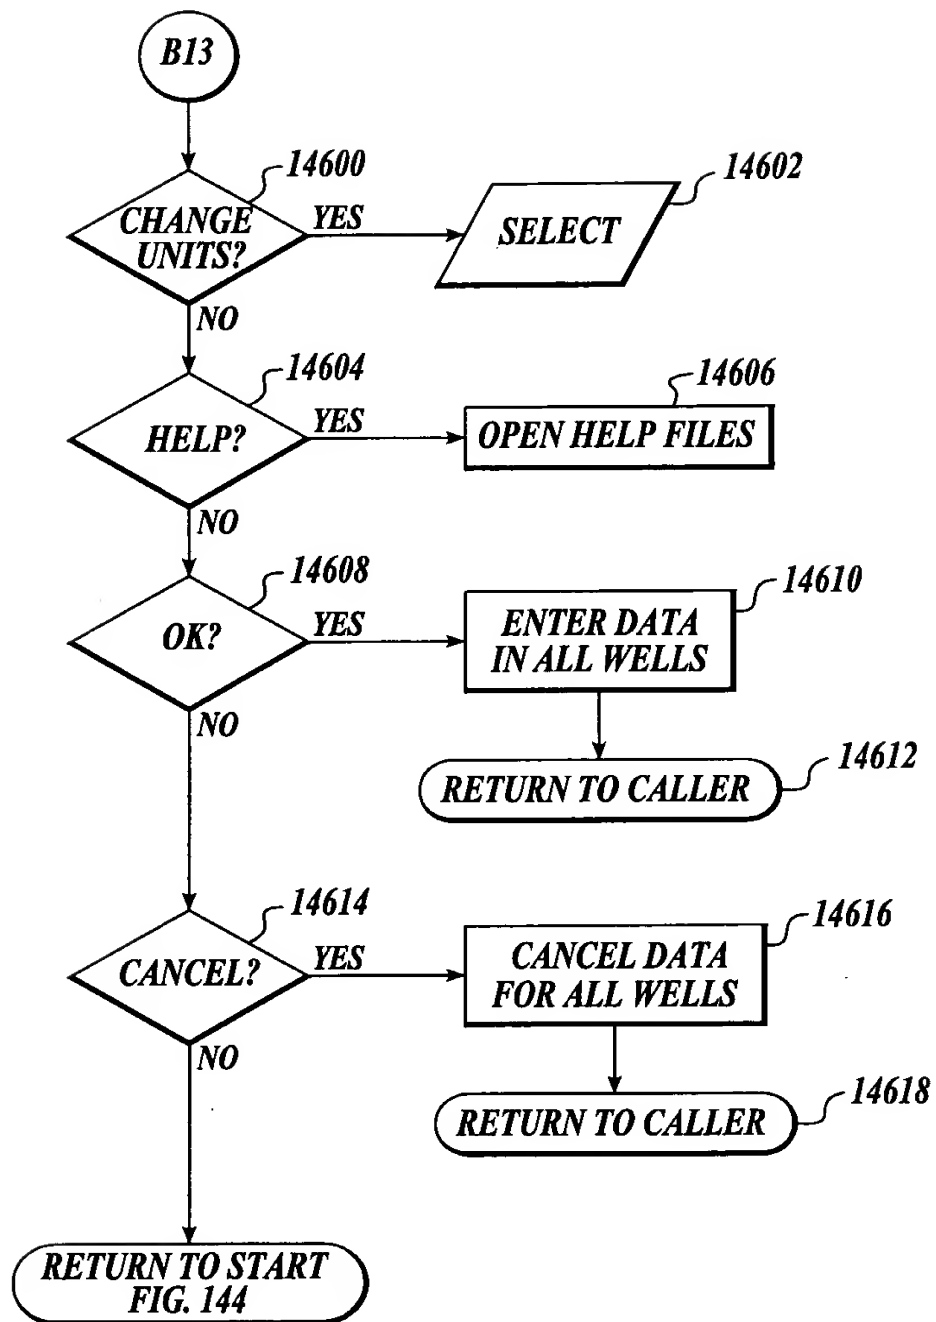 B13
14600
CHANGE
UNITS?
YES
14602
SELECT
NO
14604
HELP?
YES
14606
OPEN HELP FILES
NO
14608
OK?
YES
14610
ENTER DATA
IN ALL WELLS
NO
14612
RETURN TO CALLER
14614
CANCEL?
YES
14616
CANCEL DATA
FOR ALL WELLS
NO
14618
RETURN TO CALLER
RETURN TO START
FIG. 144